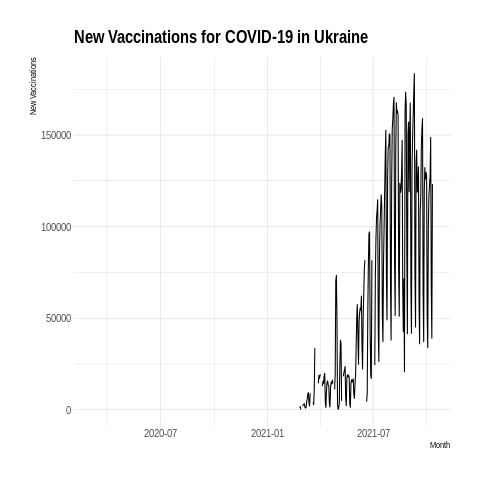 New Vaccinations for COVID-19 in Ukraine
New Vaccinations
150000
100000
50000
0
2020-07
2021-01
2021-07
Month